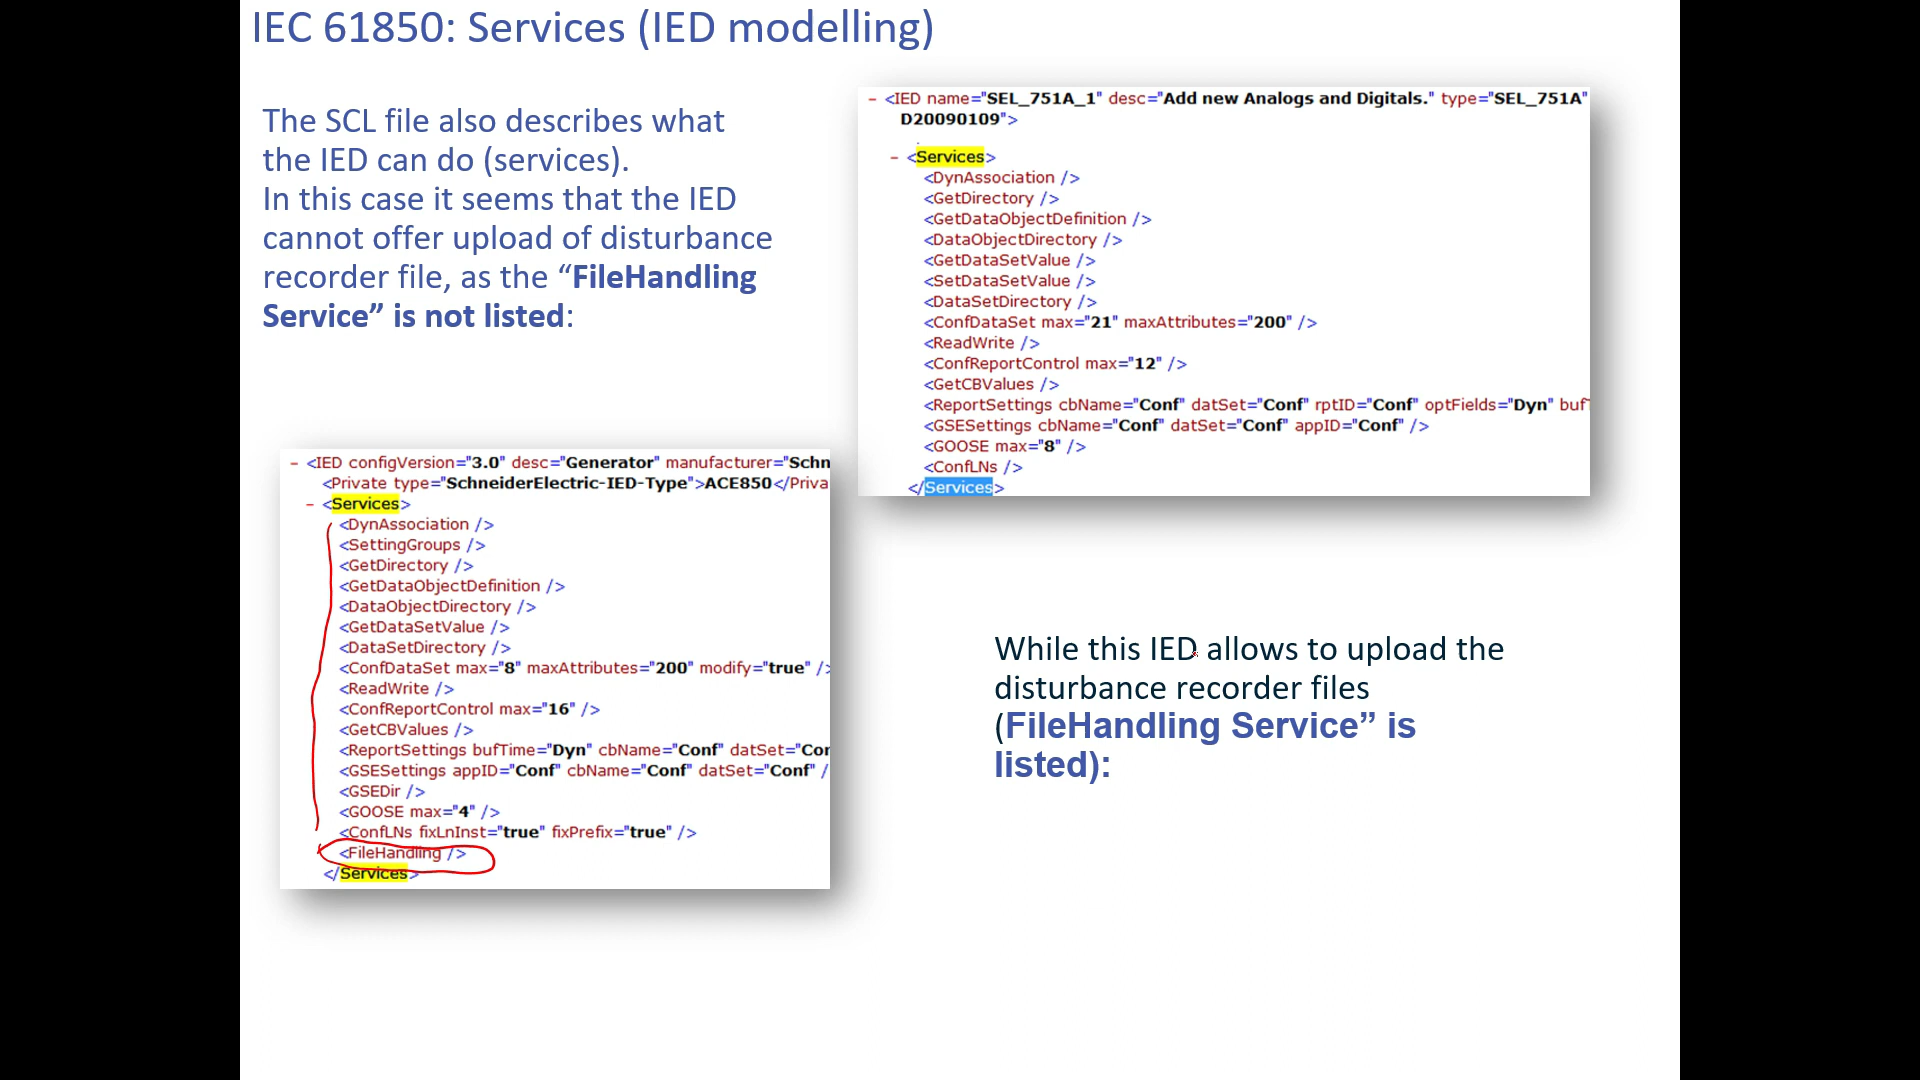 IEC 61850: Services (IED modelling)
The SCL file also describes what
the IED can do (services).
In this case it seems that the IED
cannot offer upload of disturbance
recorder file, as the “FileHandling
Service” is not listed:
− <IED name="SEL_751A_1" desc="Add new Analogs and Digitals." type="SEL_751A"
D20090109">
− <Services>
<DynAssociation />
<GetDirectory />
<GetDataObjectDefinition />
<DataObjectDirectory />
<GetDataSetValue />
<SetDataSetValue />
<DataSetDirectory />
<ConfDataSet max="21" maxAttributes="200" />
<ReadWrite />
<ConfReportControl max="12" />
<GetCBValues />
<ReportSettings cbName="Conf" datSet="Conf" rptID="Conf" optFields="Dyn" buf
<GSESettings cbName="Conf" datSet="Conf" appID="Conf" />
<GOOSE max="8" />
<ConfLNs />
</Services>
− <IED configVersion="3.0" desc="Generator" manufacturer="Schn
<Private type="SchneiderElectric-IED-Type">ACE850</Priva
− <Services>
<DynAssociation />
<SettingGroups />
<GetDirectory />
<GetDataObjectDefinition />
<DataObjectDirectory />
<GetDataSetValue />
<DataSetDirectory />
<ConfDataSet max="8" maxAttributes="200" modify="true" />
<ReadWrite />
<ConfReportControl max="16" />
<GetCBValues />
<ReportSettings bufTime="Dyn" cbName="Conf" datSet="Cor
<GSESettings appID="Conf" cbName="Conf" datSet="Conf" /
<GSEDir />
<GOOSE max="4" />
<ConfLNs fixLnInst="true" fixPrefix="true" />
<FileHandling />
</Services>
While this IED allows to upload the
disturbance recorder files
(FileHandling Service” is
listed):